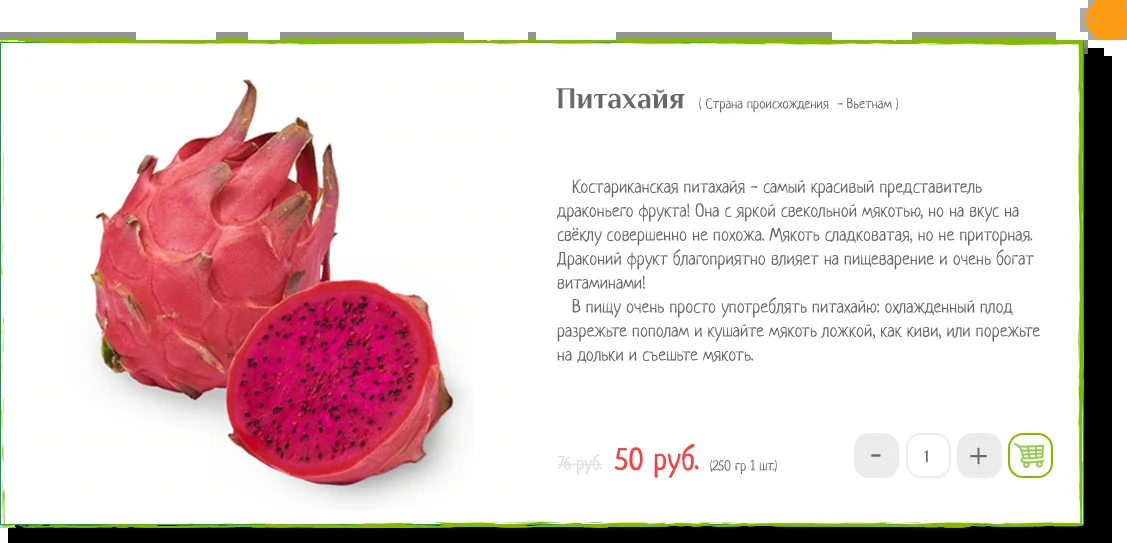 Питахайя ( Страна происхождения - Вьетнам )
Костариканская питахайя - самый красивый представитель
драконьего фрукта! Она с яркой свекольной мякотью, но на вкус на
свёклу совершенно не похожа. Мякоть сладковатая, но не приторная.
Драконий фрукт благоприятно влияет на пищеварение и очень богат
витаминами!
В пищу очень просто употреблять питахайю: охлажденный плод
разрежьте пополам и кушайте мякоть ложкой, как киви, или порежьте
на дольки и съешьте мякоть.
76 руб. 50 руб. (250 гр 1 шт.) - 1 +